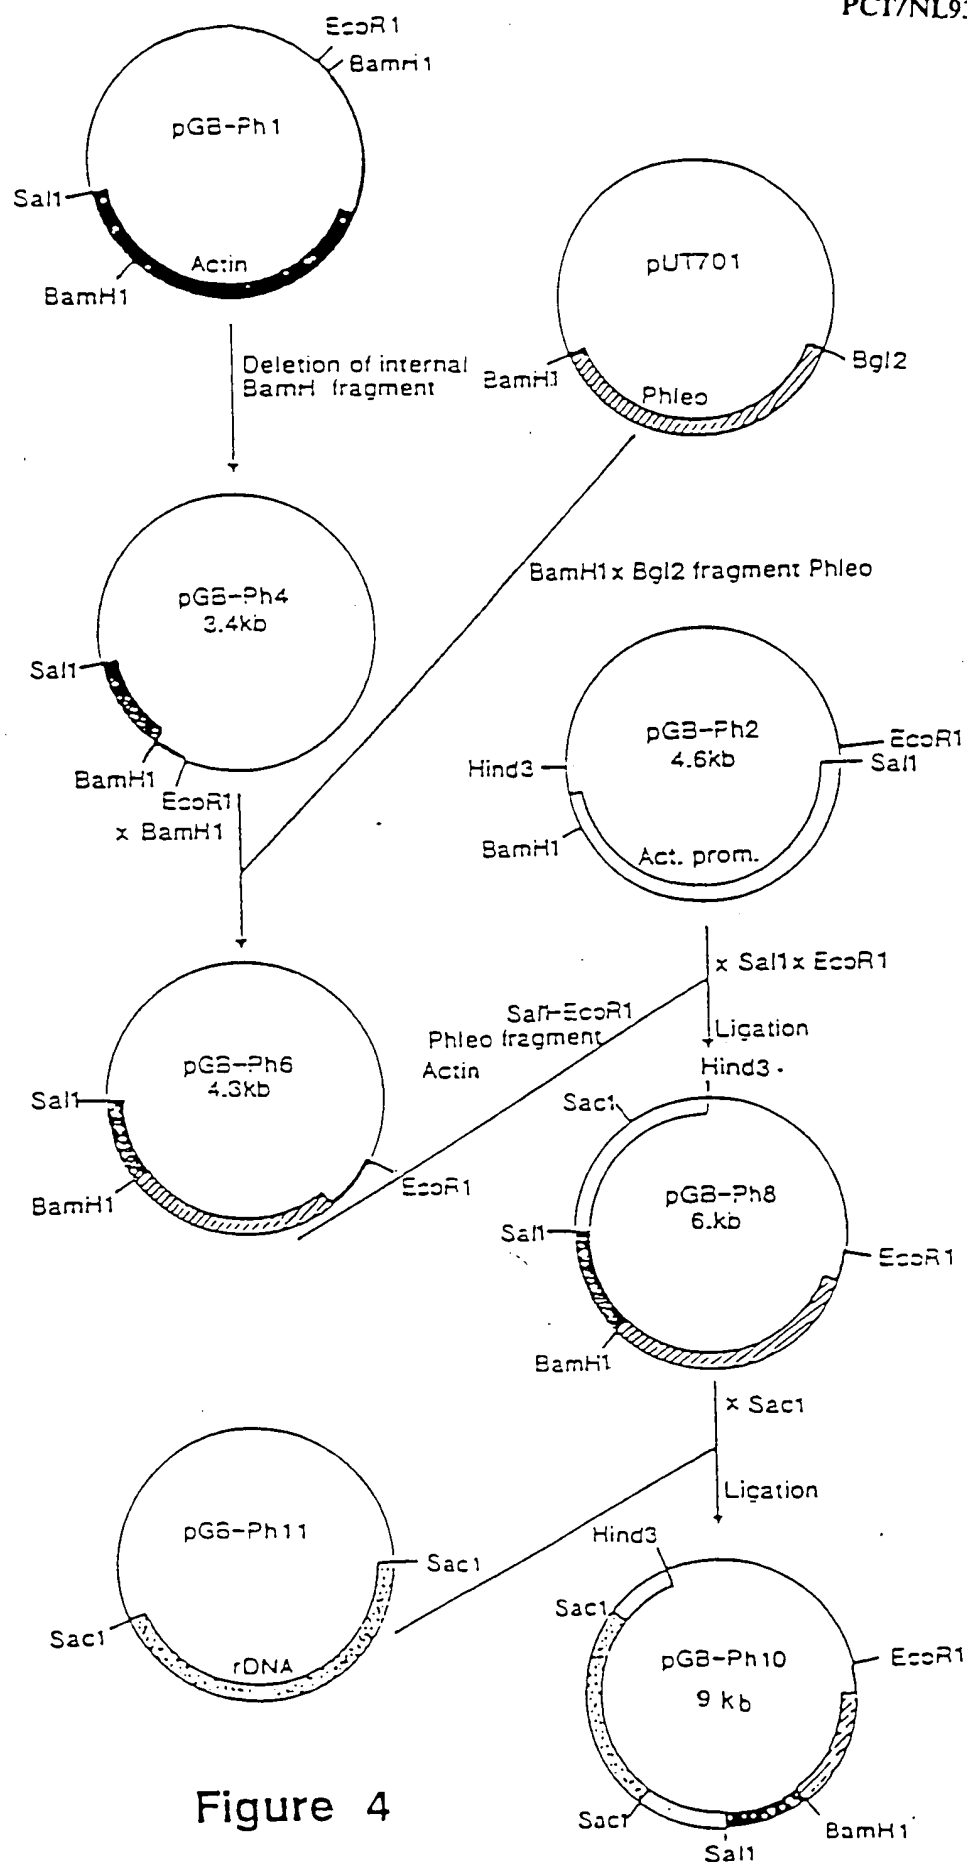 PCT/NL93
EcoR1
BamH1
pGB-Ph1
Sal1
Actin
BamH1
pUT701
Deletion of internal
BamH fragment
BamH1
Bgl2
Phleo
BamH1 x Bgl2 fragment Phleo
pGB-Ph4
3.4kb
Sal1
BamH1
EcoR1
x BamH1
pGB-Ph2
4.6kb
EcoR1
Sal1
Hind3
BamH1
Act. prom.
x Sal1 x EcoR1
Sal1-EcoR1
Phleo fragment
Actin
Ligation
pGB-Ph6
4.3kb
Sal1
BamH1
EcoR1
Hind3
Sac1
pGB-Ph8
6.kb
Sal1
EcoR1
BamH1
x Sac1
Ligation
pGB-Ph11
Sac1
Sac1
rDNA
Hind3
Sac1
EcoR1
pGB-Ph10
9 kb
Sac1
BamH1
Sal1
Figure 4